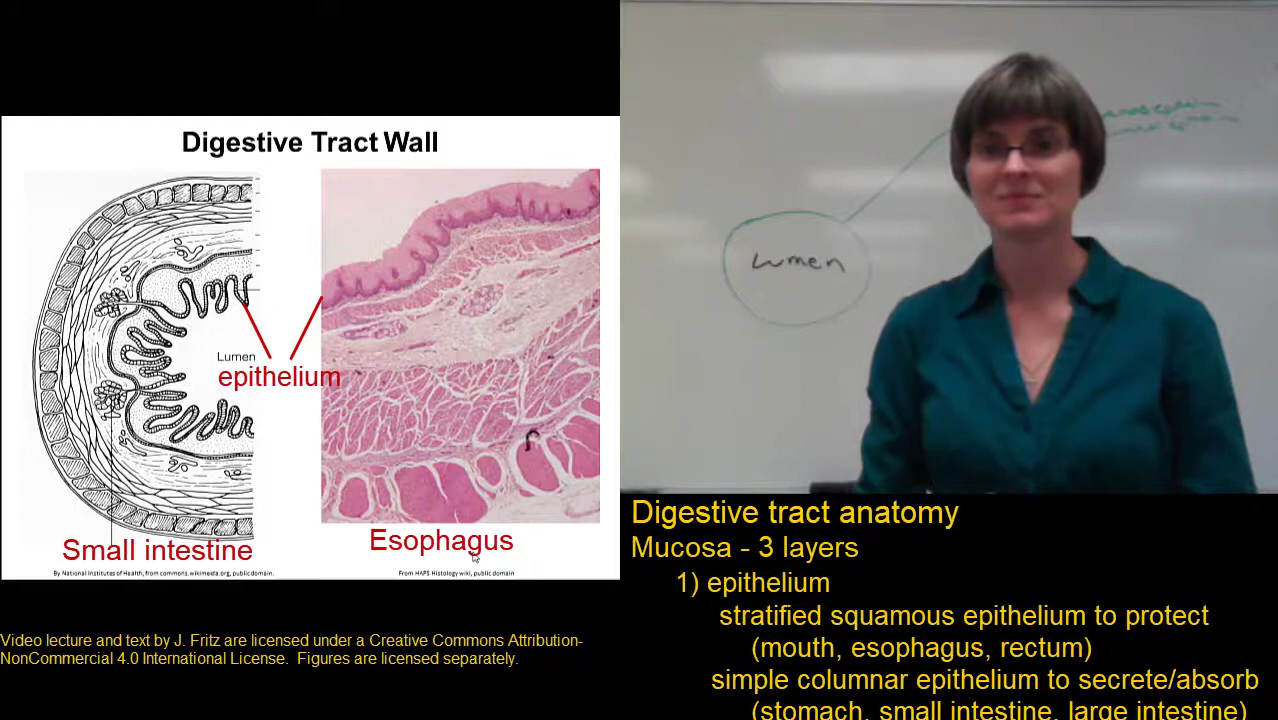 Digestive Tract Wall
Lumen
epithelium
Small intestine
Esophagus
By National Institutes of Health, from commons.wikimeida.org, public domain.
From HAPS Histology wiki, public domain
Video lecture and text by J. Fritz are licensed under a Creative Commons Attribution-
NonCommercial 4.0 International License.  Figures are licensed separately.
Lumen
Digestive tract anatomy
Mucosa - 3 layers
1) epithelium
stratified squamous epithelium to protect
(mouth, esophagus, rectum)
simple columnar epithelium to secrete/absorb
(stomach, small intestine, large intestine)